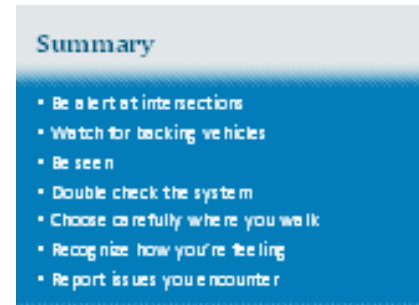 Summary
• Be alert at intersections
• Watch for backing vehicles
• Be seen
• Double check the system
• Choose carefully where you walk
• Recognize how you're feeling
• Report issues you encounter